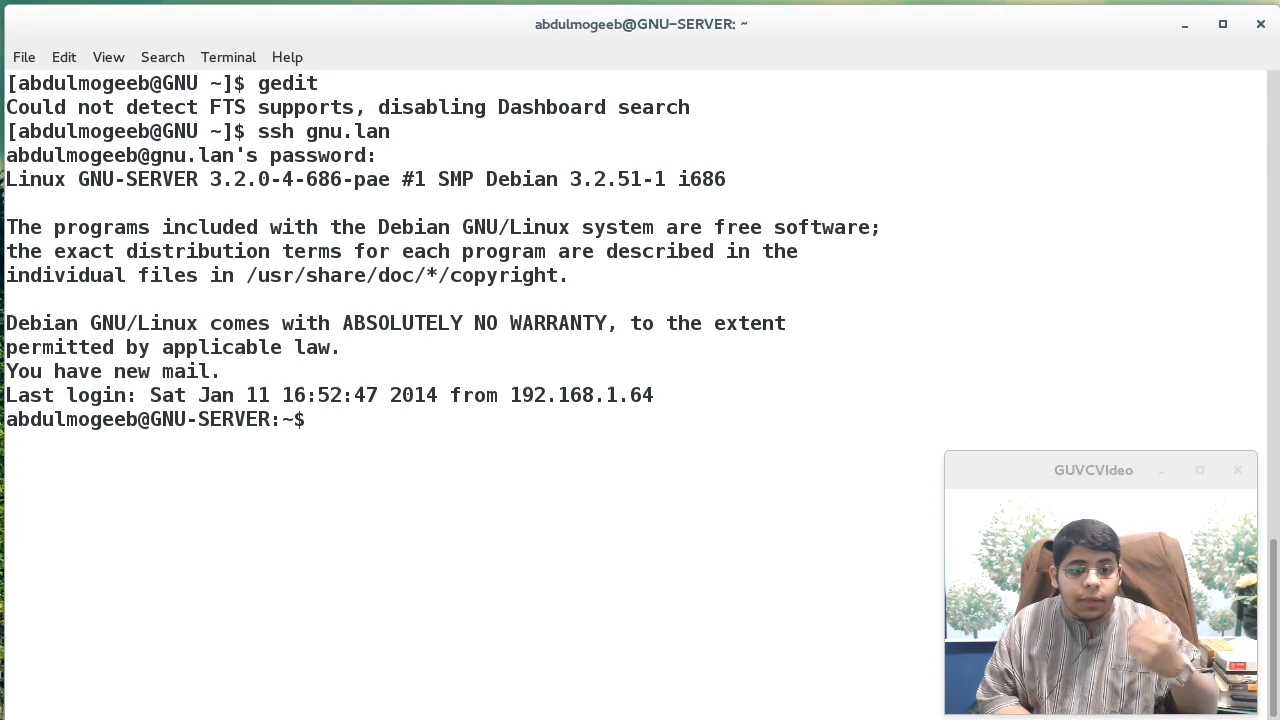 abdulmogeeb@GNU-SERVER: ~
File Edit View Search Terminal Help
[abdulmogeeb@GNU ~]$ gedit
Could not detect FTS supports, disabling Dashboard search
[abdulmogeeb@GNU ~]$ ssh gnu.lan
abdulmogeeb@gnu.lan's password:
Linux GNU-SERVER 3.2.0-4-686-pae #1 SMP Debian 3.2.51-1 i686
The programs included with the Debian GNU/Linux system are free software;
the exact distribution terms for each program are described in the
individual files in /usr/share/doc/*/copyright.
Debian GNU/Linux comes with ABSOLUTELY NO WARRANTY, to the extent
permitted by applicable law.
You have new mail.
Last login: Sat Jan 11 16:52:47 2014 from 192.168.1.64
abdulmogeeb@GNU-SERVER:~$
GUVCVIdeo